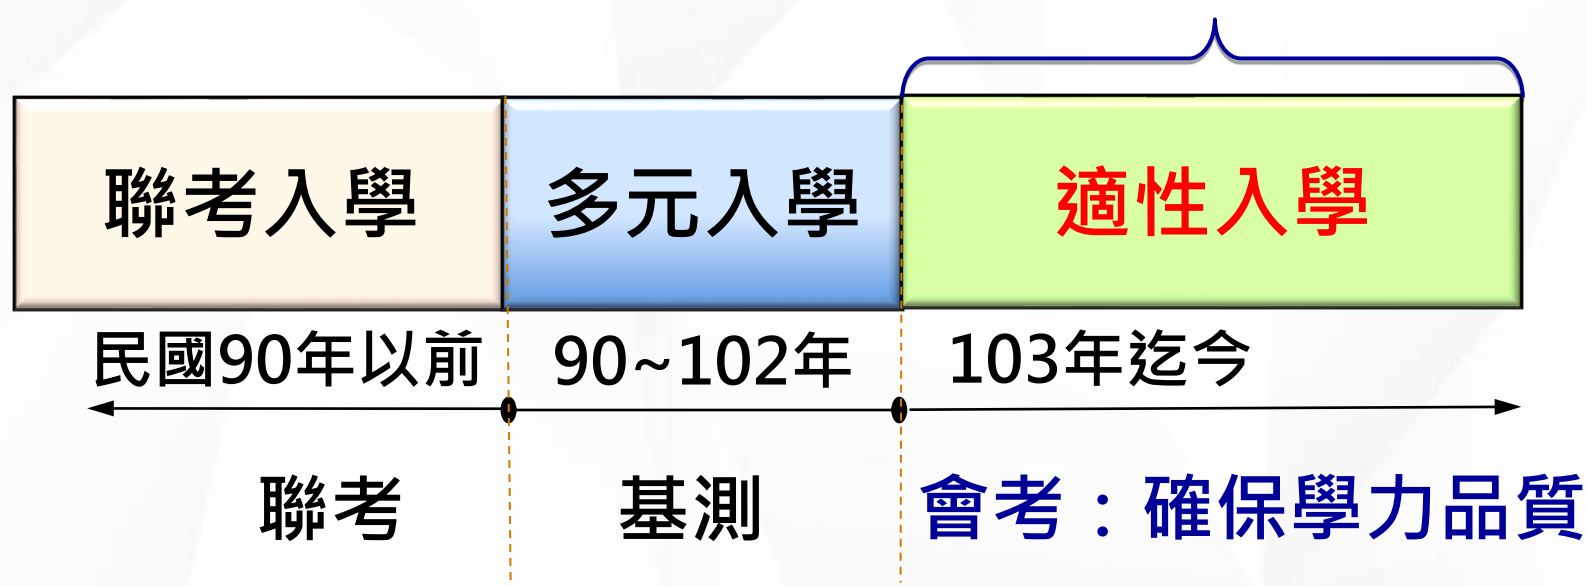 聯考入學 多元入學 適性入學
民國90年以前 90~102年 103年迄今
聯考 基測 會考：確保學力品質